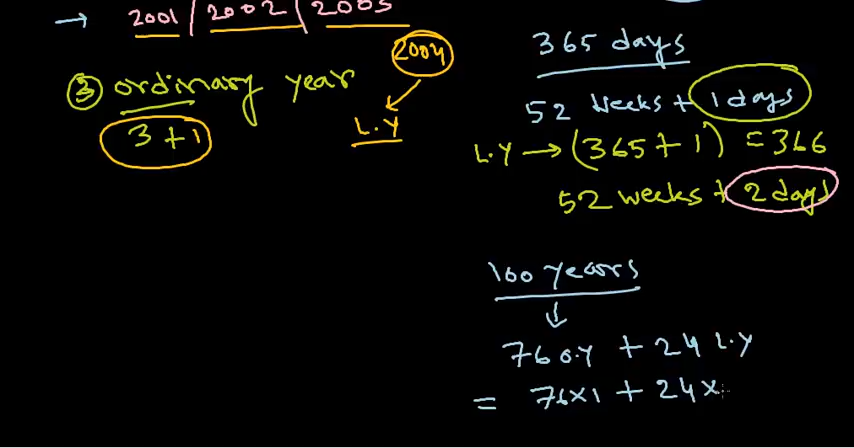 → 2001 / 2002 / 2003
③ ordinary year
3 + 1
2004
L.Y
365 days
52 Weeks + 1 days
L.Y → (365 + 1) = 366
52 weeks + 2 days
100 years
76 O.Y + 24 L.Y
= 76×1 + 24×